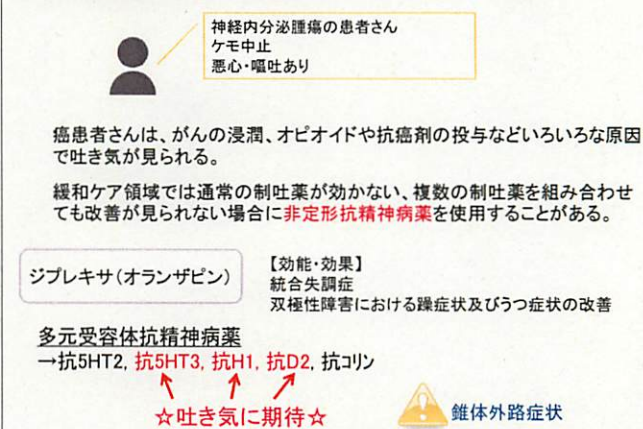 神経内分泌腫瘍の患者さん
ケモ中止
悪心・嘔吐あり
癌患者さんは、がんの浸潤、オピオイドや抗癌剤の投与などいろいろな原因
で吐き気が見られる。
緩和ケア領域では通常の制吐薬が効かない、複数の制吐薬を組み合わせ
ても改善が見られない場合に非定形抗精神病薬を使用することがある。
ジプレキサ(オランザピン)
【効能・効果】
統合失調症
双極性障害における躁症状及びうつ症状の改善
多元受容体抗精神病薬
→抗5HT2, 抗5HT3, 抗H1, 抗D2, 抗コリン
☆吐き気に期待☆
錐体外路症状